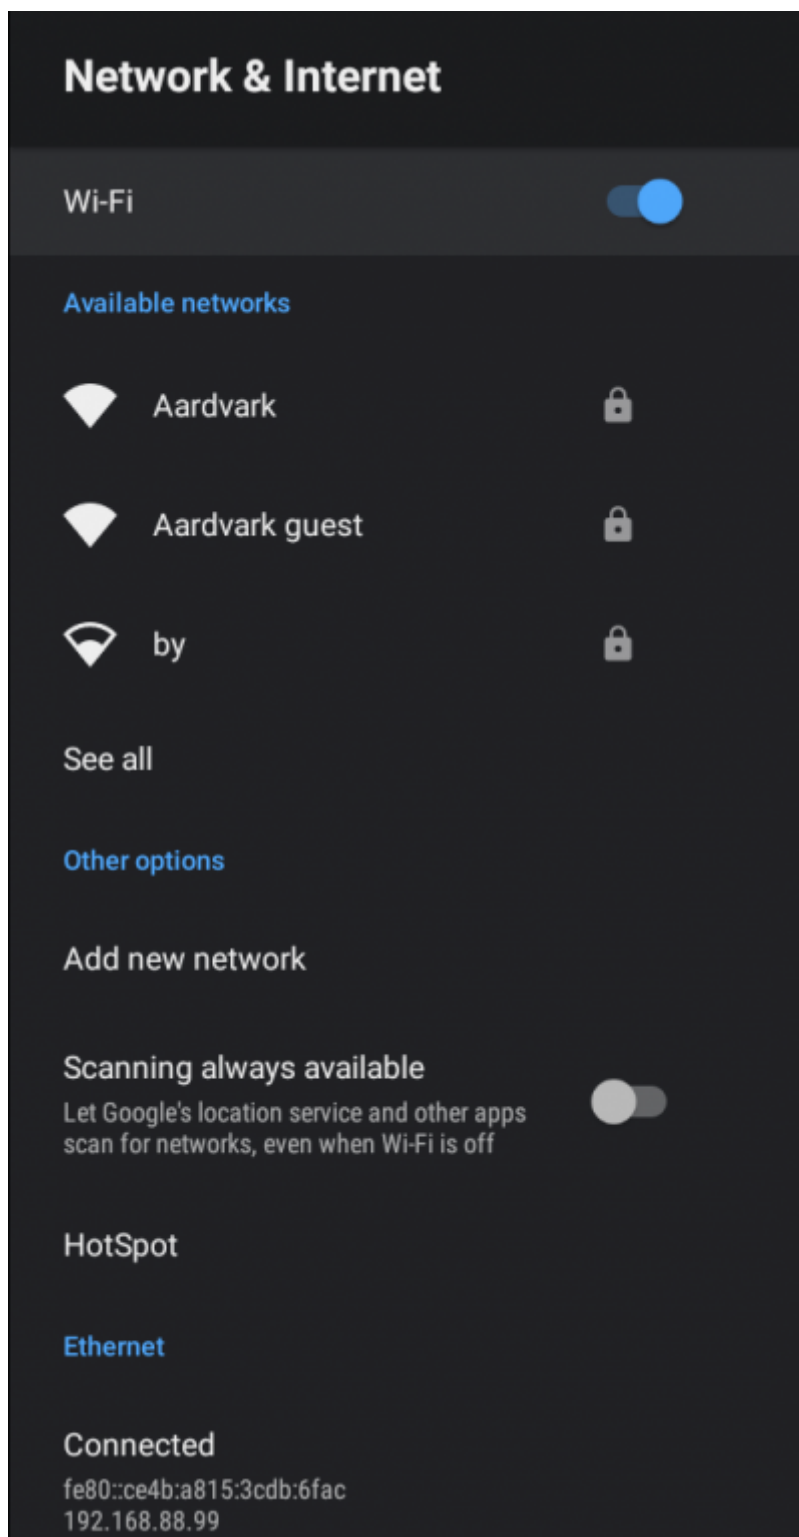 Network & Internet
Wi-Fi
Available networks
Aardvark
Aardvark guest
by
See all
Other options
Add new network
Scanning always available
Let Google's location service and other apps
scan for networks, even when Wi-Fi is off
HotSpot
Ethernet
Connected
fe80::ce4b:a815:3cdb:6fac
192.168.88.99